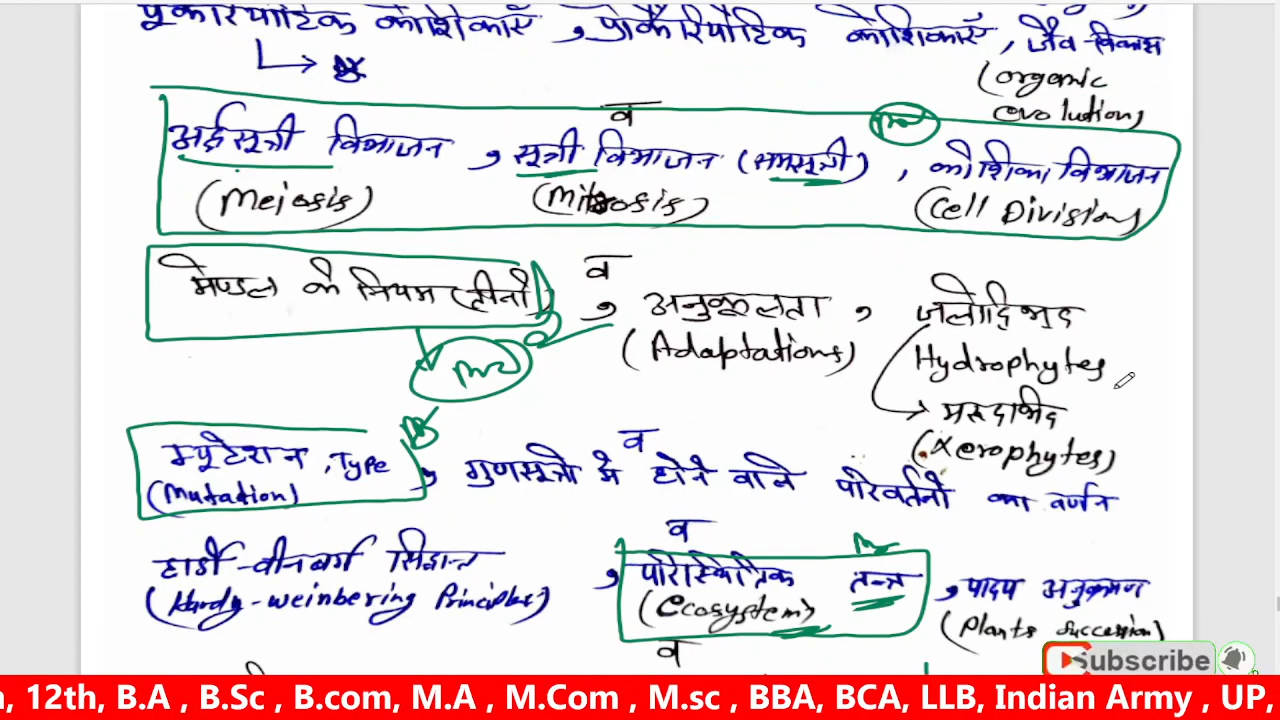 यूकैरियोटिक कोशिकाएँ , प्रोकैरियोटिक कोशिकाएँ , जैव-विकास
(organic evolution)
व
अर्द्धसूत्री विभाजन , सूत्री विभाजन (समसूत्री) , कोशिका विभाजन
(Meiosis) (Mitosis) (Cell Division)
व
मेण्डल के नियम (तीनो) , अनुकूलता , जलोद्भिद
(Adaptations) Hydrophytes
मरूदभिद
(Xerophytes)
व
म्यूटेशन , Type , गुणसूत्रो मे होने वाले परिवर्तनो का वर्णन
(Mutation)
व
हार्डी-वीनबर्ग सिद्धान्त , पारिस्थितिक तन्त्र , पादप अनुक्रमण
(Hardy-weinbering Principles) (ecosystem) (Plants Succession)
व
Subscribe
, 12th, B.A , B.Sc , B.com, M.A , M.Com , M.sc , BBA, BCA, LLB, Indian Army , UP,